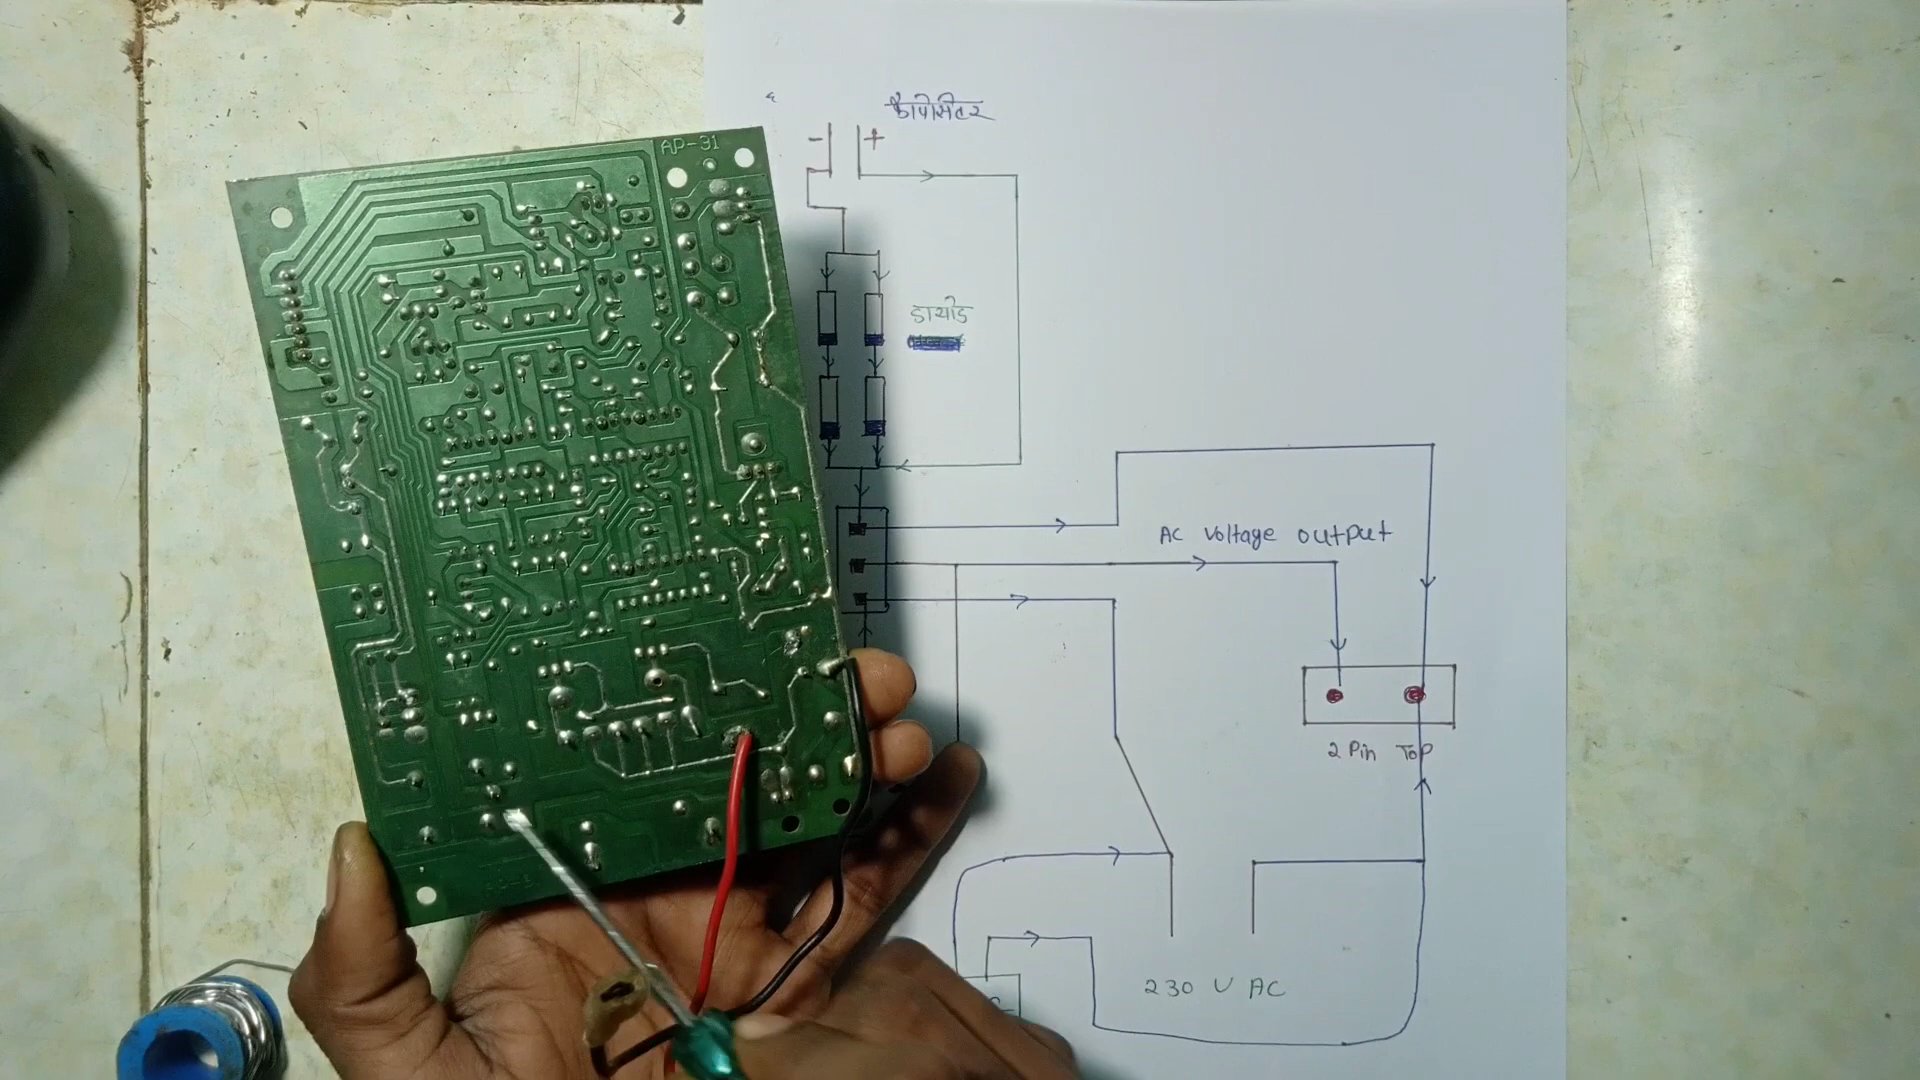 AP-31
- +
कैपोसिटर
डायोड
AC Voltage output
2 Pin Top
230 V AC